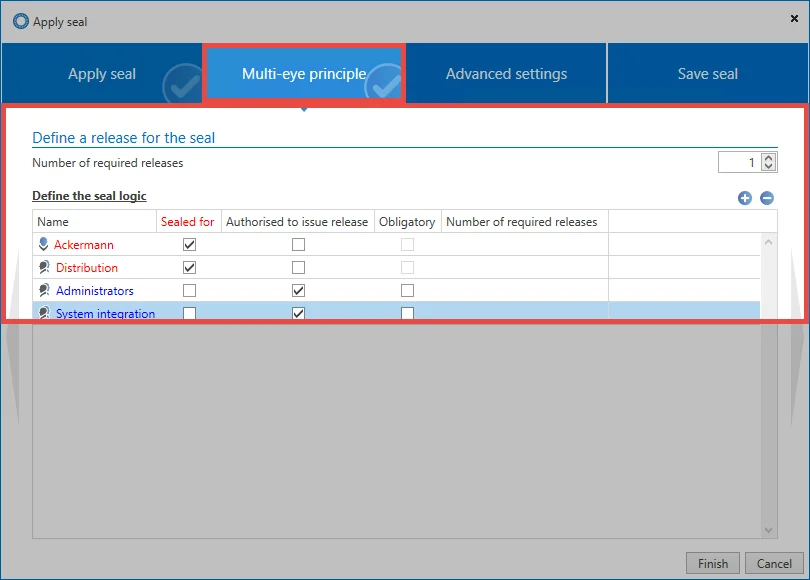 Apply seal
Apply seal Multi-eye principle Advanced settings Save seal
Define a release for the seal
Number of required releases 1
Define the seal logic
Name Sealed for Authorised to issue release Obligatory Number of required releases
Ackermann
Distribution
Administrators
System integration
Finish Cancel